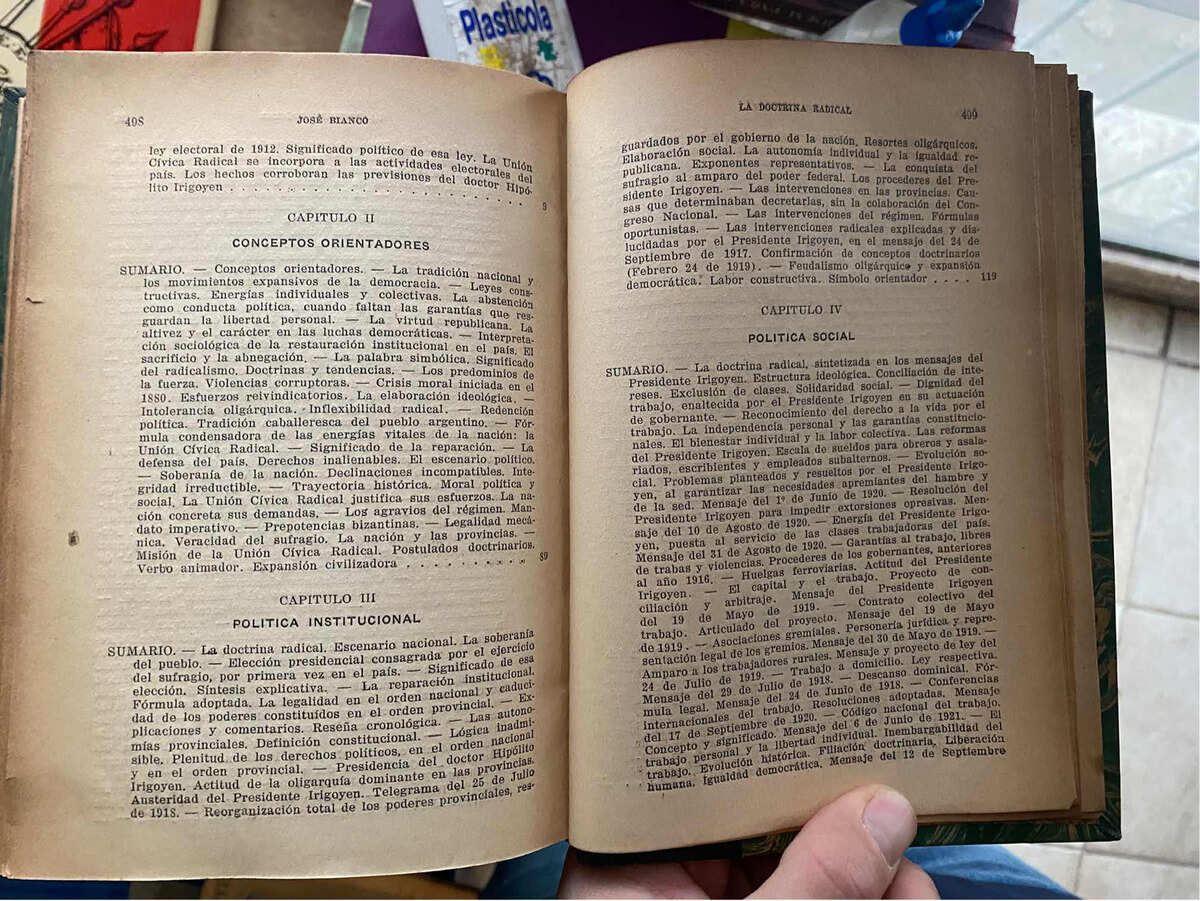 Plasticola
408
JOSÉ BIANCO
ley electoral de 1912. Significado político de esa ley. La Unión
Cívica Radical se incorpora a las actividades electorales del
país. Los hechos corroboran las previsiones del doctor Hipó-
lito Irigoyen . . . . . . . . . . . . . . . . . . . . . . . 9
CAPITULO II
CONCEPTOS ORIENTADORES
SUMARIO. — Conceptos orientadores. — La tradición nacional y
los movimientos expansivos de la democracia. — Leyes cons-
tructivas. Energías individuales y colectivas. La abstención
como conducta política, cuando faltan las garantías que res-
guardan la libertad personal. — La virtud republicana. La
altivez y el carácter en las luchas democráticas. — Interpreta-
ción sociológica de la restauración institucional en el país. El
sacrificio y la abnegación. — La palabra simbólica. Significado
del radicalismo. Doctrinas y tendencias. — Los predominios de
la fuerza. Violencias corruptoras. — Crisis moral iniciada en el
1880. Esfuerzos reivindicatorios. La elaboración ideológica. —
Intolerancia oligárquica. Inflexibilidad radical. — Redención
política. Tradición caballeresca del pueblo argentino. — Fór-
mula condensadora de las energías vitales de la nación: la
Unión Cívica Radical. — Significado de la reparación. — La
defensa del país. Derechos inalienables. El escenario político.
— Soberanía de la nación. Declinaciones incompatibles. Inte-
gridad irreductible. — Trayectoria histórica. Moral política y
social. La Unión Cívica Radical justifica sus esfuerzos. La na-
ción concreta sus demandas. — Los agravios del régimen. Man-
dato imperativo. — Prepotencias bizantinas. — Legalidad mecá-
nica. Veracidad del sufragio. La nación y las provincias. —
Misión de la Unión Cívica Radical. Postulados doctrinarios.
Verbo animador. Expansión civilizadora . . . . . . . . . . 89
CAPITULO III
POLITICA INSTITUCIONAL
SUMARIO. — La doctrina radical. Escenario nacional. La soberanía
del pueblo. — Elección presidencial consagrada por el ejercicio
del sufragio, por primera vez en el país. — Significado de esa
elección. Síntesis explicativa. — La reparación institucional.
Fórmula adoptada. La legalidad en el orden nacional y caduci-
dad de los poderes constituídos en el orden provincial. — Ex-
plicaciones y comentarios. Reseña cronológica. — Las autono-
mías provinciales. Definición constitucional. — Lógica inadmi-
sible. Plenitud de los derechos políticos, en el orden nacional
y en el orden provincial. — Presidencia del doctor Hipólito
Irigoyen. Actitud de la oligarquía dominante en las provincias.
Austeridad del Presidente Irigoyen. Telegrama del 25 de Julio
de 1918. — Reorganización total de los poderes provinciales, res-
LA DOCTRINA RADICAL
409
guardados por el gobierno de la nación. Resortes oligárquicos.
Elaboración social. La autonomía individual y la igualdad re-
publicana. Exponentes representativos. — La conquista del
sufragio al amparo del poder federal. Los procederes del Pre-
sidente Irigoyen. — Las intervenciones en las provincias. Cau-
sas que determinaban decretarlas, sin la colaboración del Con-
greso Nacional. — Las intervenciones del régimen. Fórmulas
oportunistas. — Las intervenciones radicales explicadas y di-
lucidadas por el Presidente Irigoyen, en el mensaje del 24 de
Septiembre de 1917. Confirmación de conceptos doctrinarios
(Febrero 24 de 1919). — Feudalismo oligárquico y expansión
democrática. Labor constructiva. Símbolo orientador . . . . 119
CAPITULO IV
POLITICA SOCIAL
SUMARIO. — La doctrina radical, sintetizada en los mensajes del
Presidente Irigoyen. Estructura ideológica. Conciliación de inte-
reses. Exclusión de clases. Solidaridad social. — Dignidad del
trabajo, enaltecida por el Presidente Irigoyen en su actuación
de gobernante. — Reconocimiento del derecho a la vida por el
trabajo. La independencia personal y las garantías constitucio-
nales. El bienestar individual y la labor colectiva. Las reformas
del Presidente Irigoyen. Escala de sueldos para obreros y asala-
riados, escribientes y empleados subalternos. — Evolución so-
cial. Problemas planteados y resueltos por el Presidente Irigo-
yen, al garantizar las necesidades apremiantes del hambre y
de la sed. Mensaje del 1º de Junio de 1920. — Resolución del
Presidente Irigoyen para impedir extorsiones opresivas. Men-
saje del 10 de Agosto de 1920. — Energía del Presidente Irigo-
yen, puesta al servicio de las clases trabajadoras del país.
Mensaje del 31 de Agosto de 1920. — Garantías al trabajo, libres
de trabas y violencias. Procederes de los gobernantes, anteriores
al año 1916. — Huelgas ferroviarias. Actitud del Presidente
Irigoyen. — El capital y el trabajo. Proyecto de con-
ciliación y arbitraje. Mensaje del Presidente Irigoyen
del 19 de Mayo de 1919. — Contrato colectivo del
trabajo. Articulado del proyecto. Mensaje del 19 de Mayo
de 1919. — Asociaciones gremiales. Personería jurídica y repre-
sentación legal de los gremios. Mensaje del 30 de Mayo de 1919. —
Amparo a los trabajadores rurales. Mensaje y proyecto de ley del
24 de Julio de 1919. — Trabajo a domicilio. Ley respectiva.
Mensaje del 29 de Julio de 1918. — Descanso dominical. Fór-
mula legal. Mensaje del 24 de Junio de 1918. — Conferencias
internacionales del trabajo. Resoluciones adoptadas. Mensaje
del 17 de Septiembre de 1920. — Código nacional del trabajo.
Concepto y significado. Mensaje del 6 de Junio de 1921. — El
trabajo personal y la libertad individual. Inembargabilidad del
trabajo. Evolución histórica. Filiación doctrinaria. Liberación
humana. Igualdad democrática. Mensaje del 12 de Septiembre